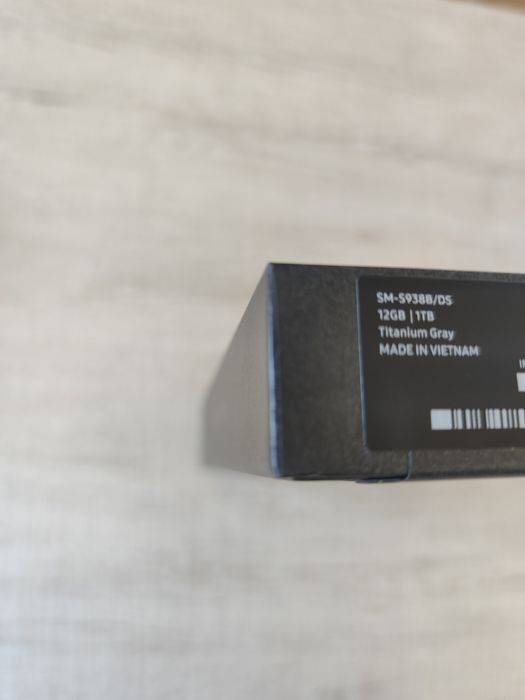 SM-S938B/DS
12GB | 1TB
Titanium Gray
MADE IN VIETNAM